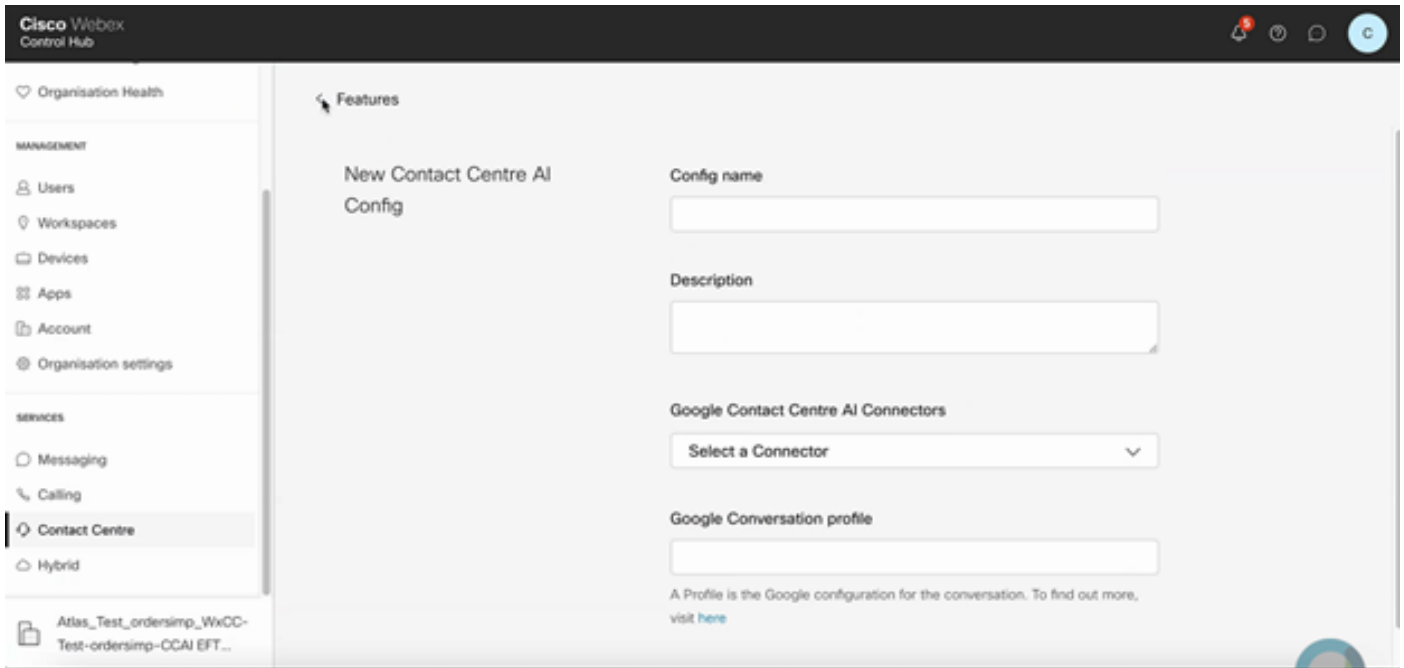 Cisco Webex
Control Hub
5
C
Organisation Health
MANAGEMENT
Users
Workspaces
Devices
Apps
Account
Organisation settings
SERVICES
Messaging
Calling
Contact Centre
Hybrid
Atlas_Test_ordersimp_WxCC-
Test-ordersimp-CCAI EFT...
Features
New Contact Centre AI
Config
Config name
Description
Google Contact Centre AI Connectors
Select a Connector
Google Conversation profile
A Profile is the Google configuration for the conversation. To find out more,
visit here